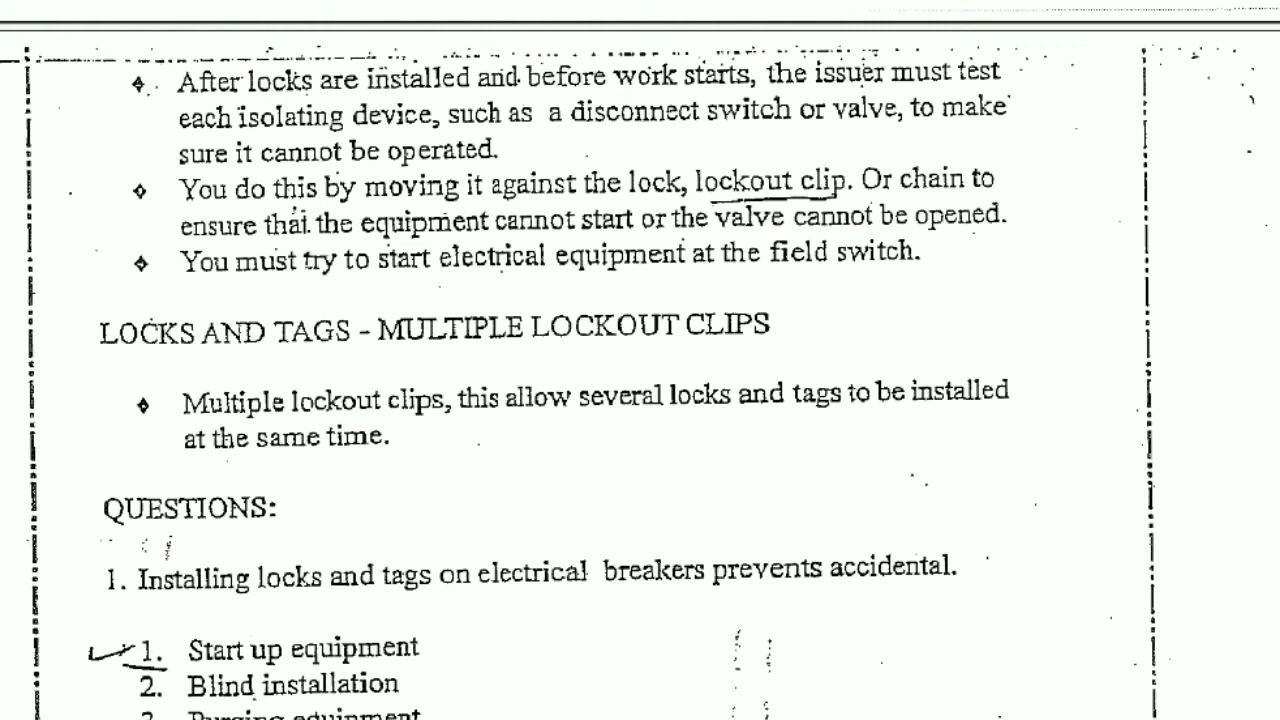 After locks are installed and before work starts, the issuer must test
each isolating device, such as a disconnect switch or valve, to make
sure it cannot be operated.
You do this by moving it against the lock, lockout clip. Or chain to
ensure that the equipment cannot start or the valve cannot be opened.
You must try to start electrical equipment at the field switch.
LOCKS AND TAGS - MULTIPLE LOCKOUT CLIPS
Multiple lockout clips, this allow several locks and tags to be installed
at the same time.
QUESTIONS:
1. Installing locks and tags on electrical breakers prevents accidental.
1. Start up equipment
2. Blind installation
3. Purging equipment